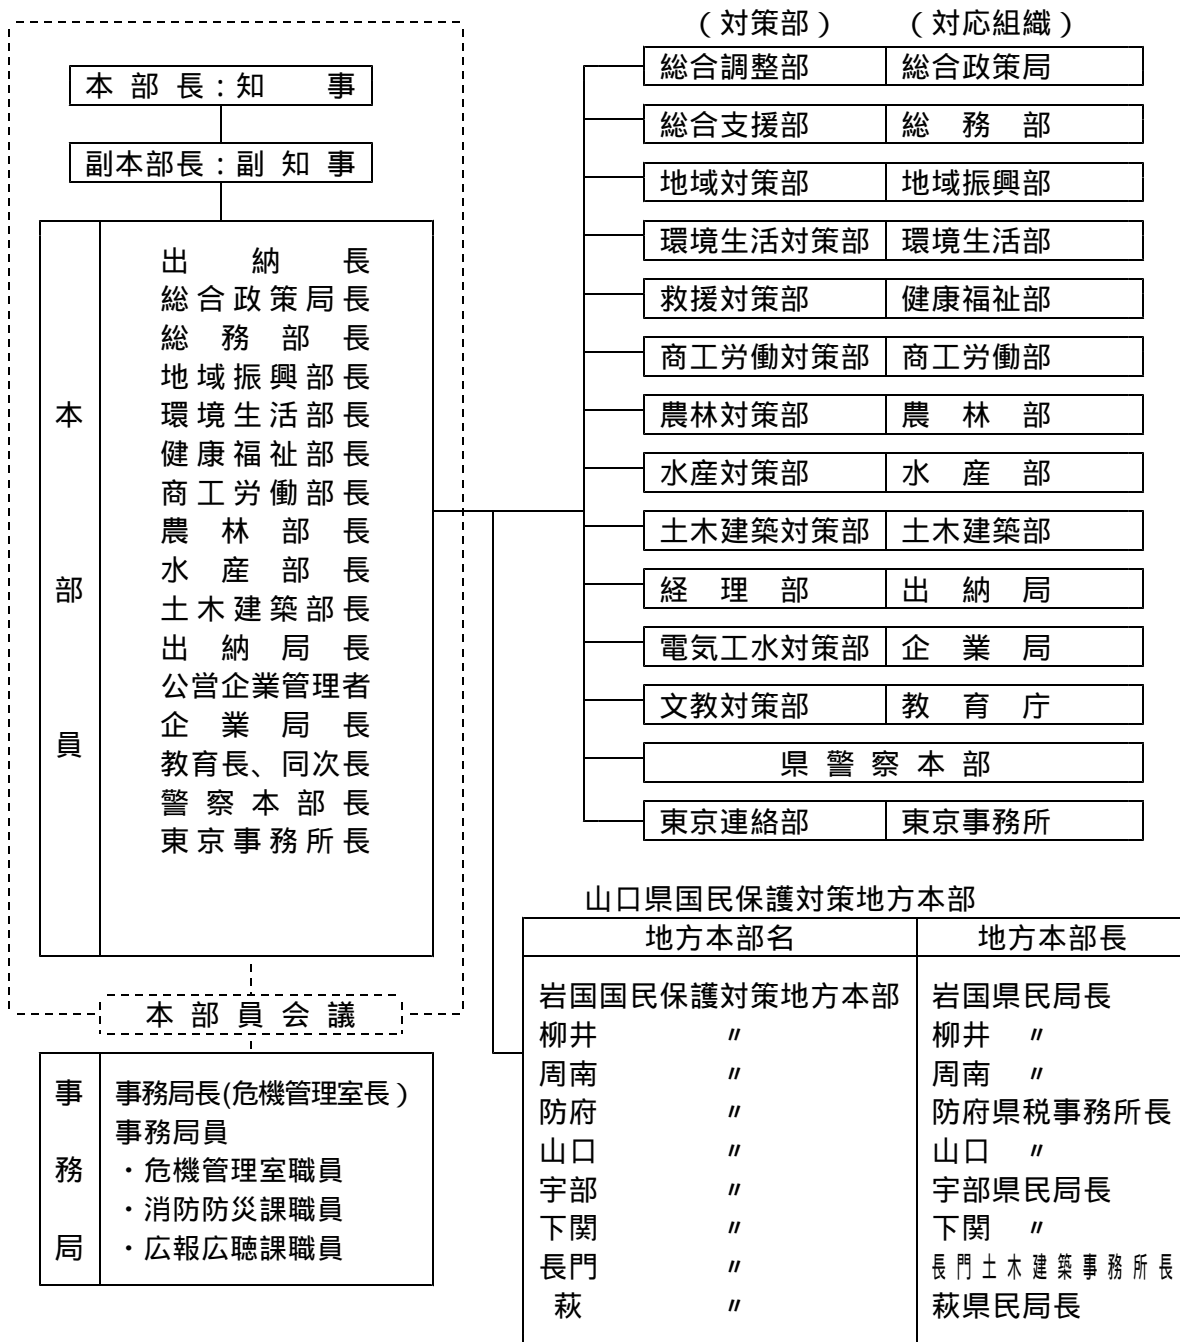 本部長：知事
副本部長：副知事
本部員
出納長
総合政策局長
総務部長
地域振興部長
環境生活部長
健康福祉部長
商工労働部長
農林部長
水産部長
土木建築部長
出納局長
公営企業管理者
企業局長
教育長、同次長
警察本部長
東京事務所長
本部員会議
事務局
事務局長(危機管理室長）
事務局員
・危機管理室職員
・消防防災課職員
・広報広聴課職員
（対策部） （対応組織）
総合調整部 総合政策局
総合支援部 総務部
地域対策部 地域振興部
環境生活対策部 環境生活部
救援対策部 健康福祉部
商工労働対策部 商工労働部
農林対策部 農林部
水産対策部 水産部
土木建築対策部 土木建築部
経理部 出納局
電気工水対策部 企業局
文教対策部 教育庁
県警察本部
東京連絡部 東京事務所
山口県国民保護対策地方本部
地方本部名 地方本部長
岩国国民保護対策地方本部 岩国県民局長
柳井 〃 柳井 〃
周南 〃 周南 〃
防府 〃 防府県税事務所長
山口 〃 山口 〃
宇部 〃 宇部県民局長
下関 〃 下関 〃
長門 〃 長門土木建築事務所長
萩 〃 萩県民局長